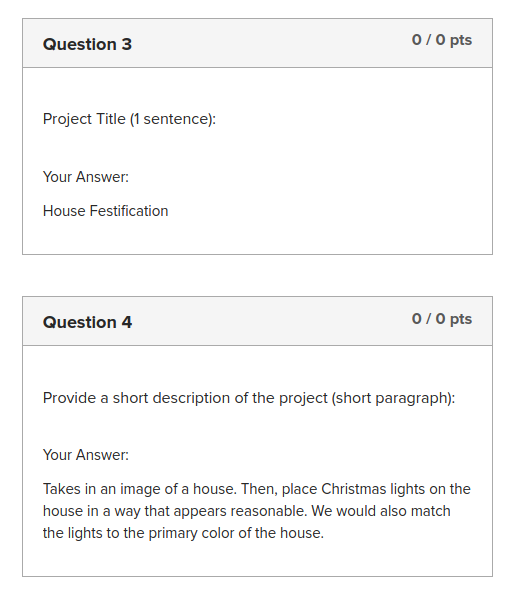 Question 3
0 / 0 pts
Project Title (1 sentence):
Your Answer:
House Festification
Question 4
0 / 0 pts
Provide a short description of the project (short paragraph):
Your Answer:
Takes in an image of a house. Then, place Christmas lights on the
house in a way that appears reasonable. We would also match
the lights to the primary color of the house.